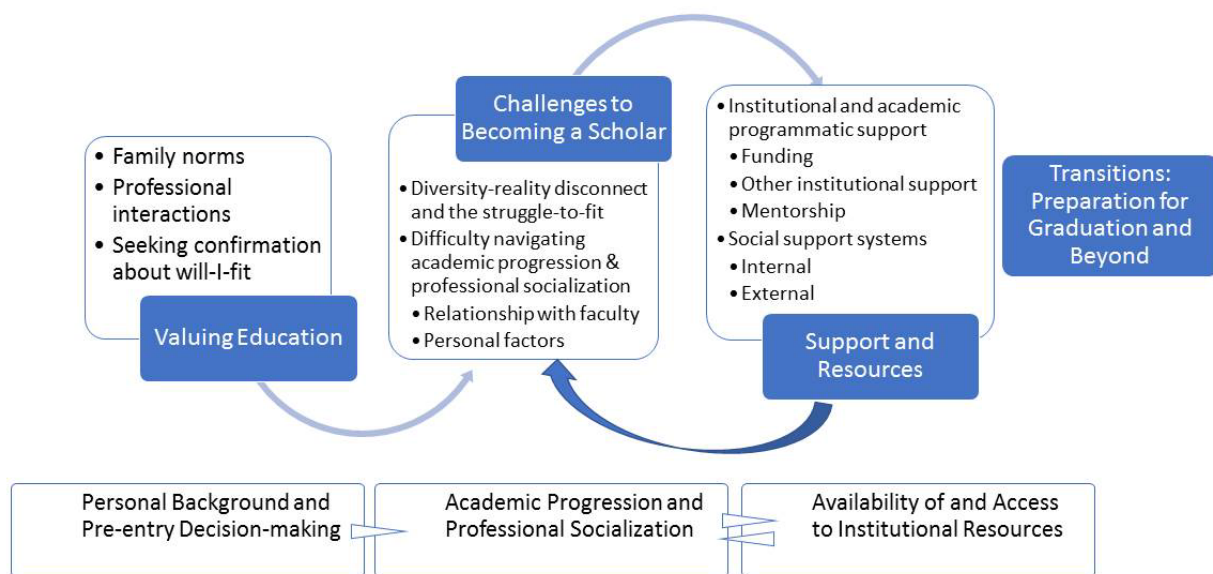 • Family norms
• Professional
interactions
• Seeking confirmation
about will-I-fit
Valuing Education
Challenges to
Becoming a Scholar
• Diversity-reality disconnect
and the struggle-to-fit
• Difficulty navigating
academic progression &
professional socialization
• Relationship with faculty
• Personal factors
• Institutional and academic
programmatic support
• Funding
• Other institutional support
• Mentorship
• Social support systems
• Internal
• External
Support and
Resources
Transitions:
Preparation for
Graduation and
Beyond
Personal Background and
Pre-entry Decision-making
Academic Progression and
Professional Socialization
Availability of and Access
to Institutional Resources